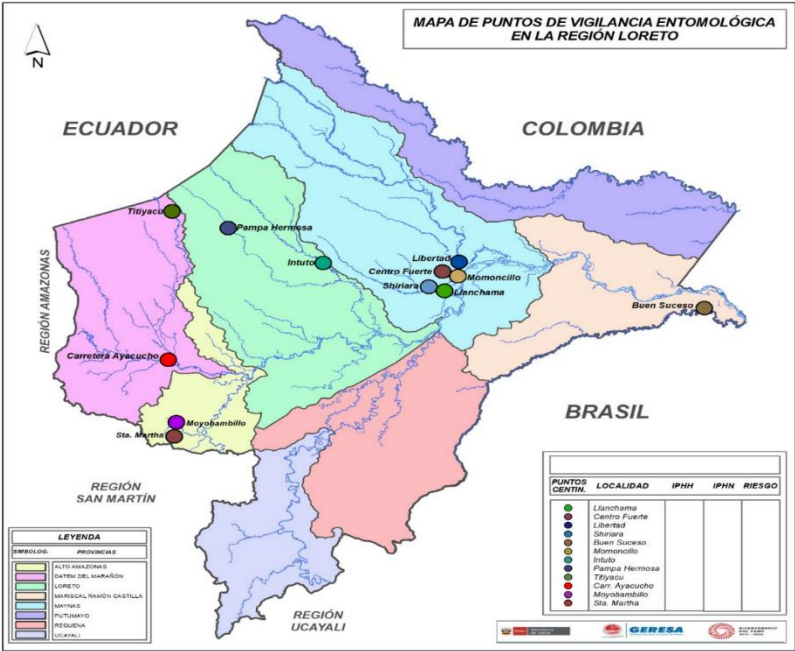 MAPA DE PUNTOS DE VIGILANCIA ENTOMOLÓGICA
EN LA REGIÓN LORETO
N
ECUADOR
COLOMBIA
Titiyacu
Pampa Hermosa
Intuto
Libertad
Centro Fuerte
Momoncillo
Shiriara
Llanchama
Buen Suceso
REGIÓN AMAZONAS
Carretera Ayacucho
Moyobambillo
Sta. Martha
BRASIL
REGIÓN
SAN MARTÍN
REGIÓN
UCAYALI
LEYENDA
SIMBOLOG. PROVINCIAS
ALTO AMAZONAS
DATEM DEL MARAÑÓN
LORETO
MARISCAL RAMÓN CASTILLA
MAYNAS
PUTUMAYO
REQUENA
UCAYALI
PUNTOS CENTIN. LOCALIDAD IPHH IPHN RIESGO
Llanchama
Centro Fuerte
Libertad
Shiriara
Buen Suceso
Momoncillo
Intuto
Pampa Hermosa
Titiyacu
Carr. Ayacucho
Moyobambillo
Sta. Martha
GERESA
BICENTENARIO
DEL PERÚ